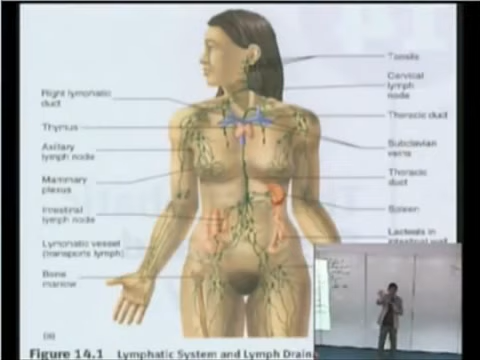 Right lymphatic
duct
Thymus
Axillary
lymph node
Mammary
plexus
Intestinal
lymph node
Lymphatic vessel
(transports lymph)
Bone
marrow
Tonsils
Cervical
lymph
node
Thoracic duct
Subclavian
veins
Thoracic
duct
Spleen
Lacteals in
intestinal wall
(a)
Figure 14.1 Lymphatic System and Lymph Drain